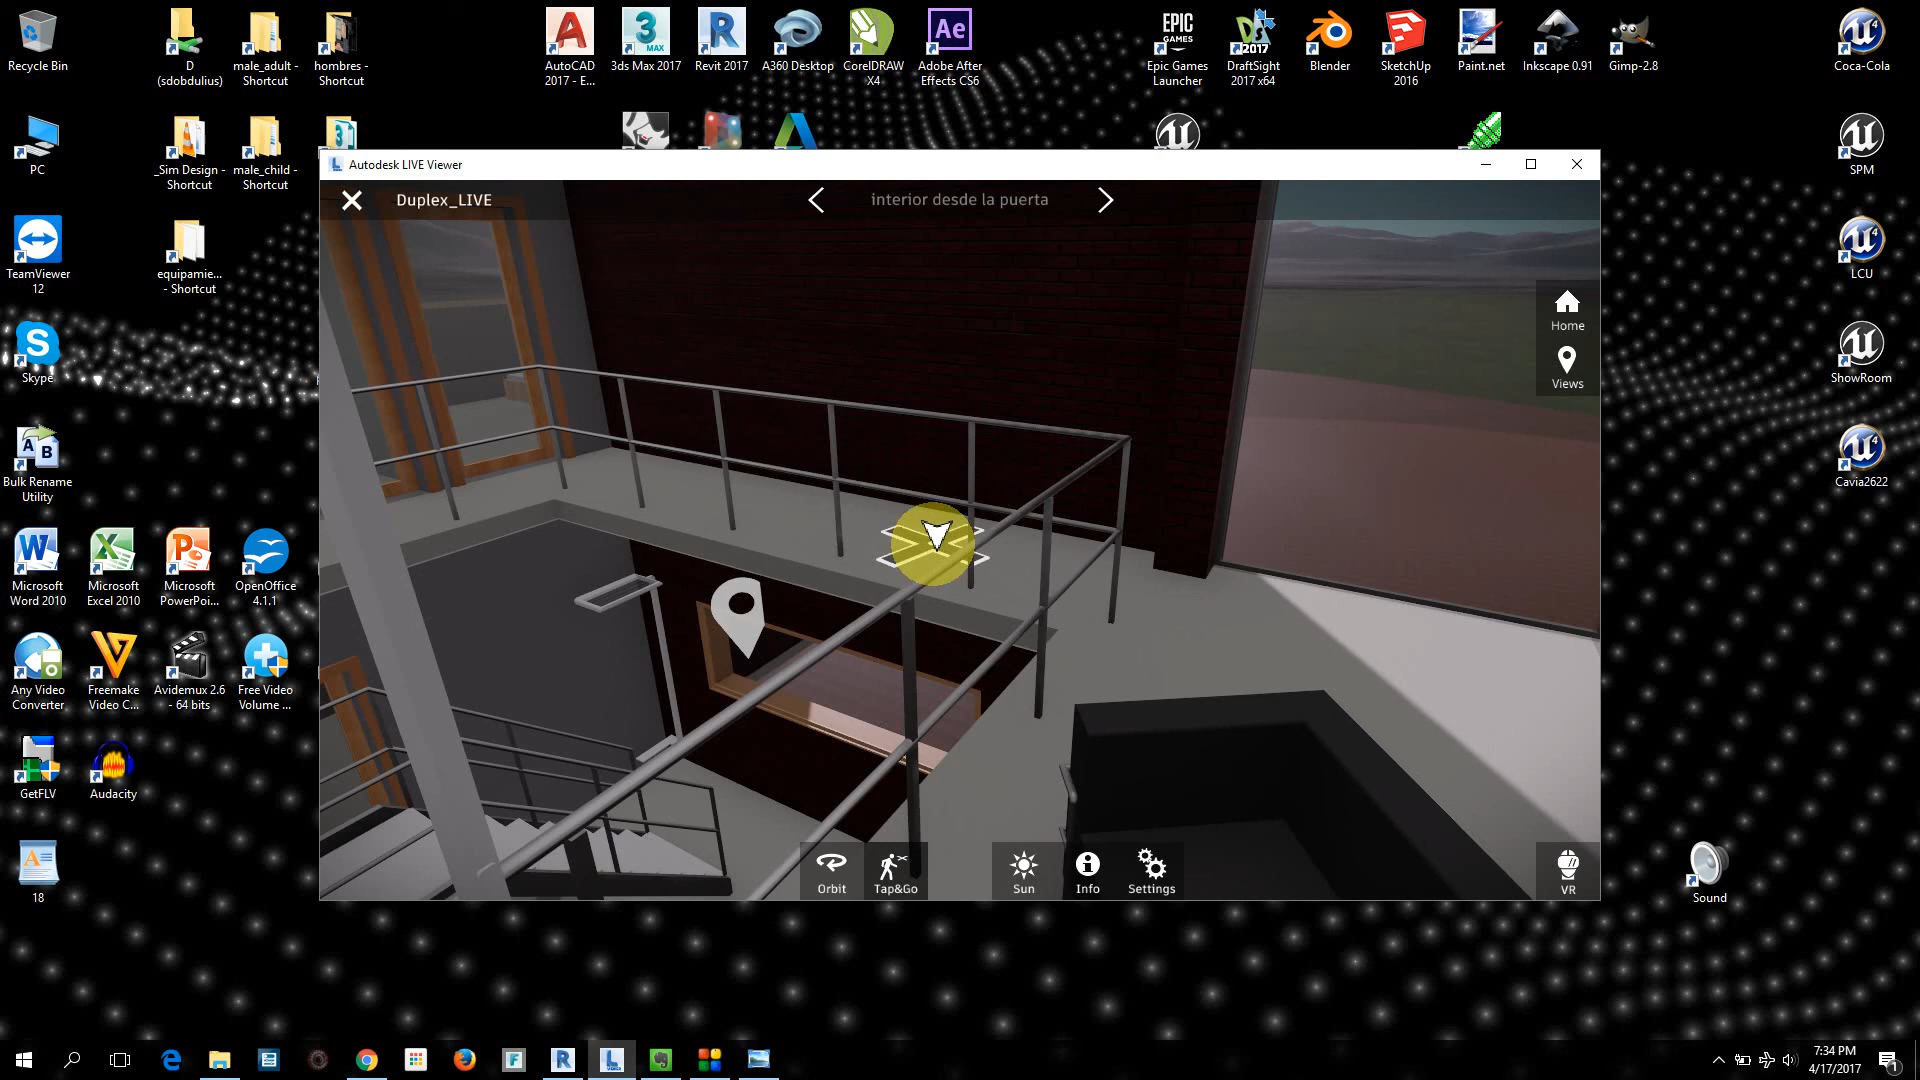 Recycle Bin
D
(sdobdulius)
male_adult -
Shortcut
hombres -
Shortcut
AutoCAD
2017 - E...
3ds Max 2017
Revit 2017
A360 Desktop
CorelDRAW
X4
Adobe After
Effects CS6
Epic Games
Launcher
DraftSight
2017 x64
Blender
SketchUp
2016
Paint.net
Inkscape 0.91
Gimp-2.8
Coca-Cola
PC
_Sim Design -
Shortcut
male_child -
Shortcut
SPM
Autodesk LIVE Viewer
Duplex_LIVE
interior desde la puerta
Home
Views
TeamViewer
12
equipamie...
- Shortcut
LCU
Skype
ShowRoom
Bulk Rename
Utility
Cavia2622
Microsoft
Word 2010
Microsoft
Excel 2010
Microsoft
PowerPoi...
OpenOffice
4.1.1
Any Video
Converter
Freemake
Video C...
Avidemux 2.6
- 64 bits
Free Video
Volume ...
GetFLV
Audacity
18
Orbit
Tap&Go
Sun
Info
Settings
VR
Sound
7:34 PM
4/17/2017
1